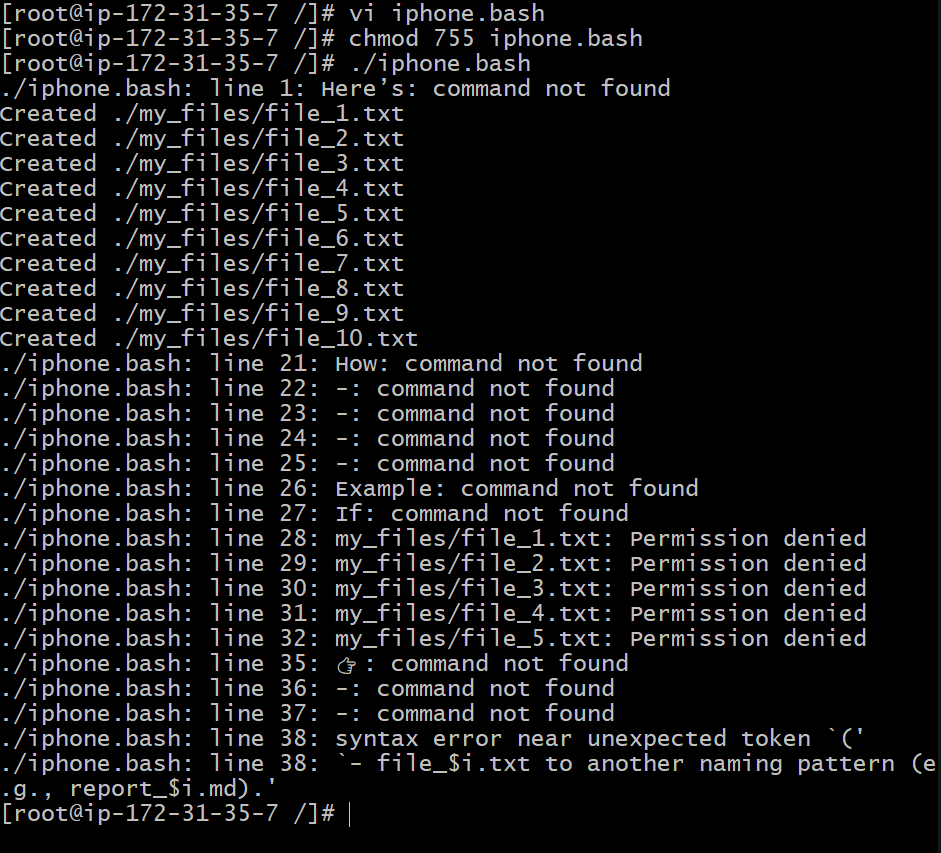 [root@ip-172-31-35-7 /]# vi iphone.bash
[root@ip-172-31-35-7 /]# chmod 755 iphone.bash
[root@ip-172-31-35-7 /]# ./iphone.bash
./iphone.bash: line 1: Here’s: command not found
Created ./my_files/file_1.txt
Created ./my_files/file_2.txt
Created ./my_files/file_3.txt
Created ./my_files/file_4.txt
Created ./my_files/file_5.txt
Created ./my_files/file_6.txt
Created ./my_files/file_7.txt
Created ./my_files/file_8.txt
Created ./my_files/file_9.txt
Created ./my_files/file_10.txt
./iphone.bash: line 21: How: command not found
./iphone.bash: line 22: -: command not found
./iphone.bash: line 23: -: command not found
./iphone.bash: line 24: -: command not found
./iphone.bash: line 25: -: command not found
./iphone.bash: line 26: Example: command not found
./iphone.bash: line 27: If: command not found
./iphone.bash: line 28: my_files/file_1.txt: Permission denied
./iphone.bash: line 29: my_files/file_2.txt: Permission denied
./iphone.bash: line 30: my_files/file_3.txt: Permission denied
./iphone.bash: line 31: my_files/file_4.txt: Permission denied
./iphone.bash: line 32: my_files/file_5.txt: Permission denied
./iphone.bash: line 35: 👉: command not found
./iphone.bash: line 36: -: command not found
./iphone.bash: line 37: -: command not found
./iphone.bash: line 38: syntax error near unexpected token `('
./iphone.bash: line 38: `- file_$i.txt to another naming pattern (e
.g., report_$i.md).'
[root@ip-172-31-35-7 /]#